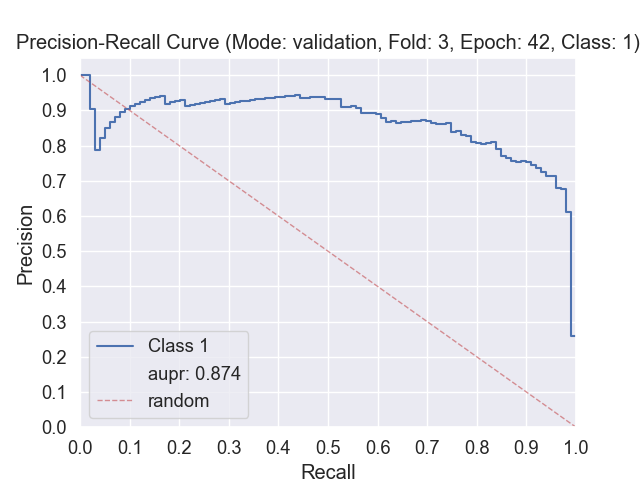 Precision-Recall Curve (Mode: validation, Fold: 3, Epoch: 42, Class: 1)
1.0
0.9
0.8
0.7
0.6
0.5
0.4
0.3
0.2
0.1
0.0
Precision
Class 1
aupr: 0.874
random
0.0 0.1 0.2 0.3 0.4 0.5 0.6 0.7 0.8 0.9 1.0
Recall